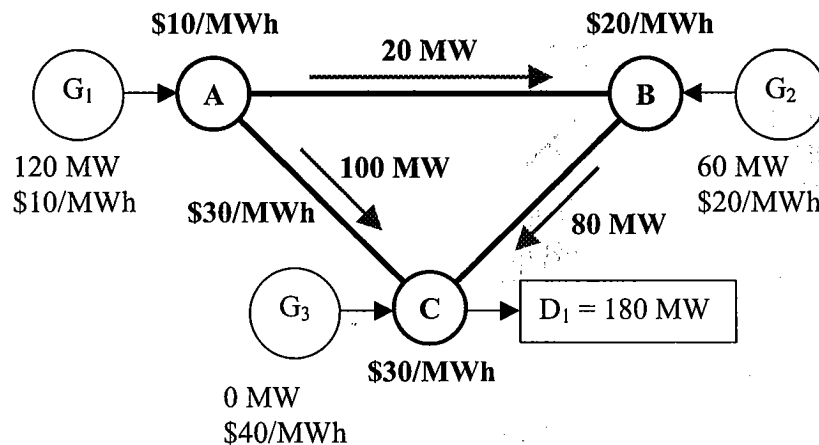 $10/MWh
20 MW
$20/MWh
G₁
A
B
G₂
120 MW
$10/MWh
100 MW
60 MW
$20/MWh
$30/MWh
80 MW
G₃
C
D₁ = 180 MW
$30/MWh
0 MW
$40/MWh